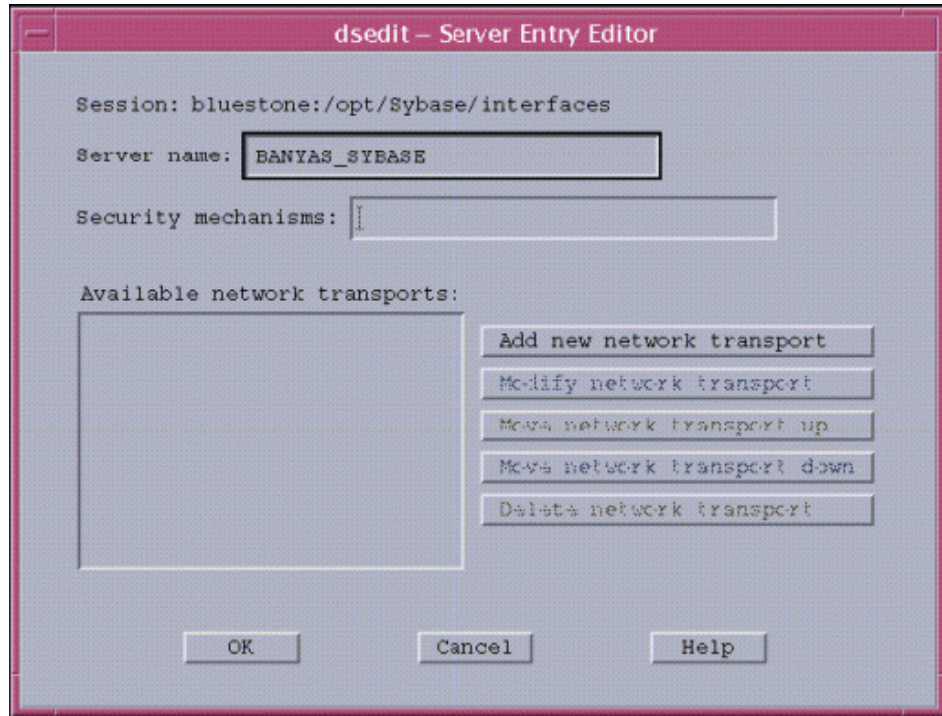 dsedit – Server Entry Editor
Session: bluestone:/opt/Sybase/interfaces
Server name: BANYAS_SYBASE
Security mechanisms:
Available network transports:
Add new network transport
Modify network transport
Move network transport up
Move network transport down
Delete network transport
OK Cancel Help